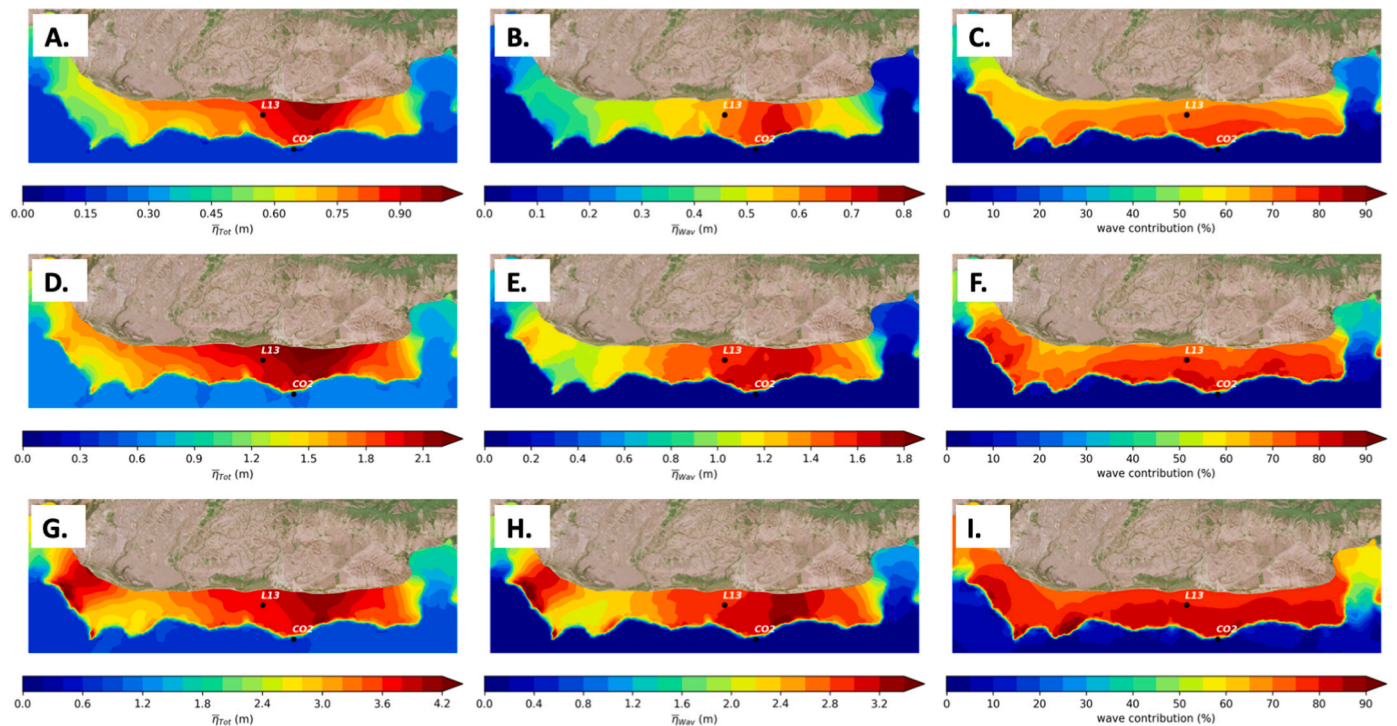 A. B. C.
L13 L13 L13
CO2 CO2 CO2
0.00 0.15 0.30 0.45 0.60 0.75 0.90 0.0 0.1 0.2 0.3 0.4 0.5 0.6 0.7 0.8 0 10 20 30 40 50 60 70 80 90
η̅Tot (m) η̅Wav (m) wave contribution (%)
D. E. F.
L13 L13 L13
CO2 CO2 CO2
0.0 0.3 0.6 0.9 1.2 1.5 1.8 2.1 0.0 0.2 0.4 0.6 0.8 1.0 1.2 1.4 1.6 1.8 0 10 20 30 40 50 60 70 80 90
η̅Tot (m) η̅Wav (m) wave contribution (%)
G. H. I.
L13 L13 L13
CO2 CO2 CO2
0.0 0.6 1.2 1.8 2.4 3.0 3.6 4.2 0.0 0.4 0.8 1.2 1.6 2.0 2.4 2.8 3.2 0 10 20 30 40 50 60 70 80 90
η̅Tot (m) η̅Wav (m) wave contribution (%)